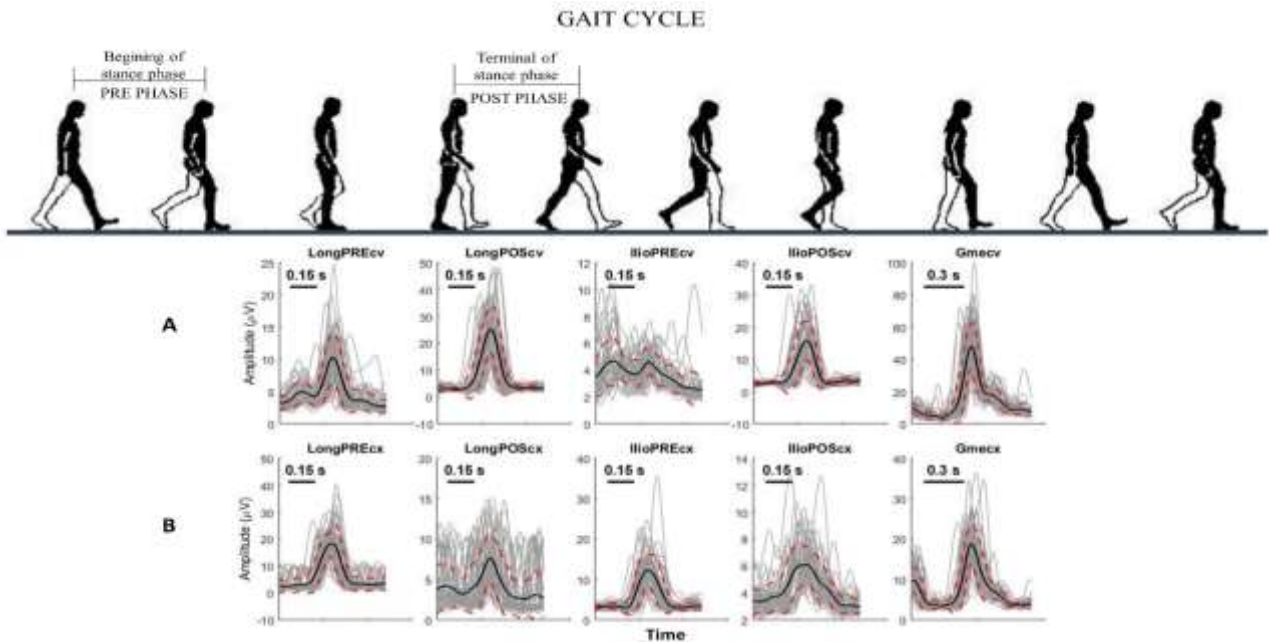 GAIT CYCLE
Begining of
stance phase
PRE PHASE
Terminal of
stance phase
POST PHASE
LongPREcv
LongPOScv
IlioPREcv
IlioPOScv
Gmecv
25
20
15
10
5
0
0.15 s
50
40
30
20
10
0
-10
0.15 s
12
10
8
6
4
2
0
0.15 s
40
30
20
10
0
-10
0.15 s
100
80
60
40
20
0
0.3 s
A
Amplitude (μV)
LongPREcx
LongPOScx
IlioPREcx
IlioPOScx
Gmecx
50
40
30
20
10
0
-10
0.15 s
20
15
10
5
0
0.15 s
40
30
20
10
0
0.15 s
14
12
10
8
6
4
2
0.15 s
40
30
20
10
0
0.3 s
B
Amplitude (μV)
Time